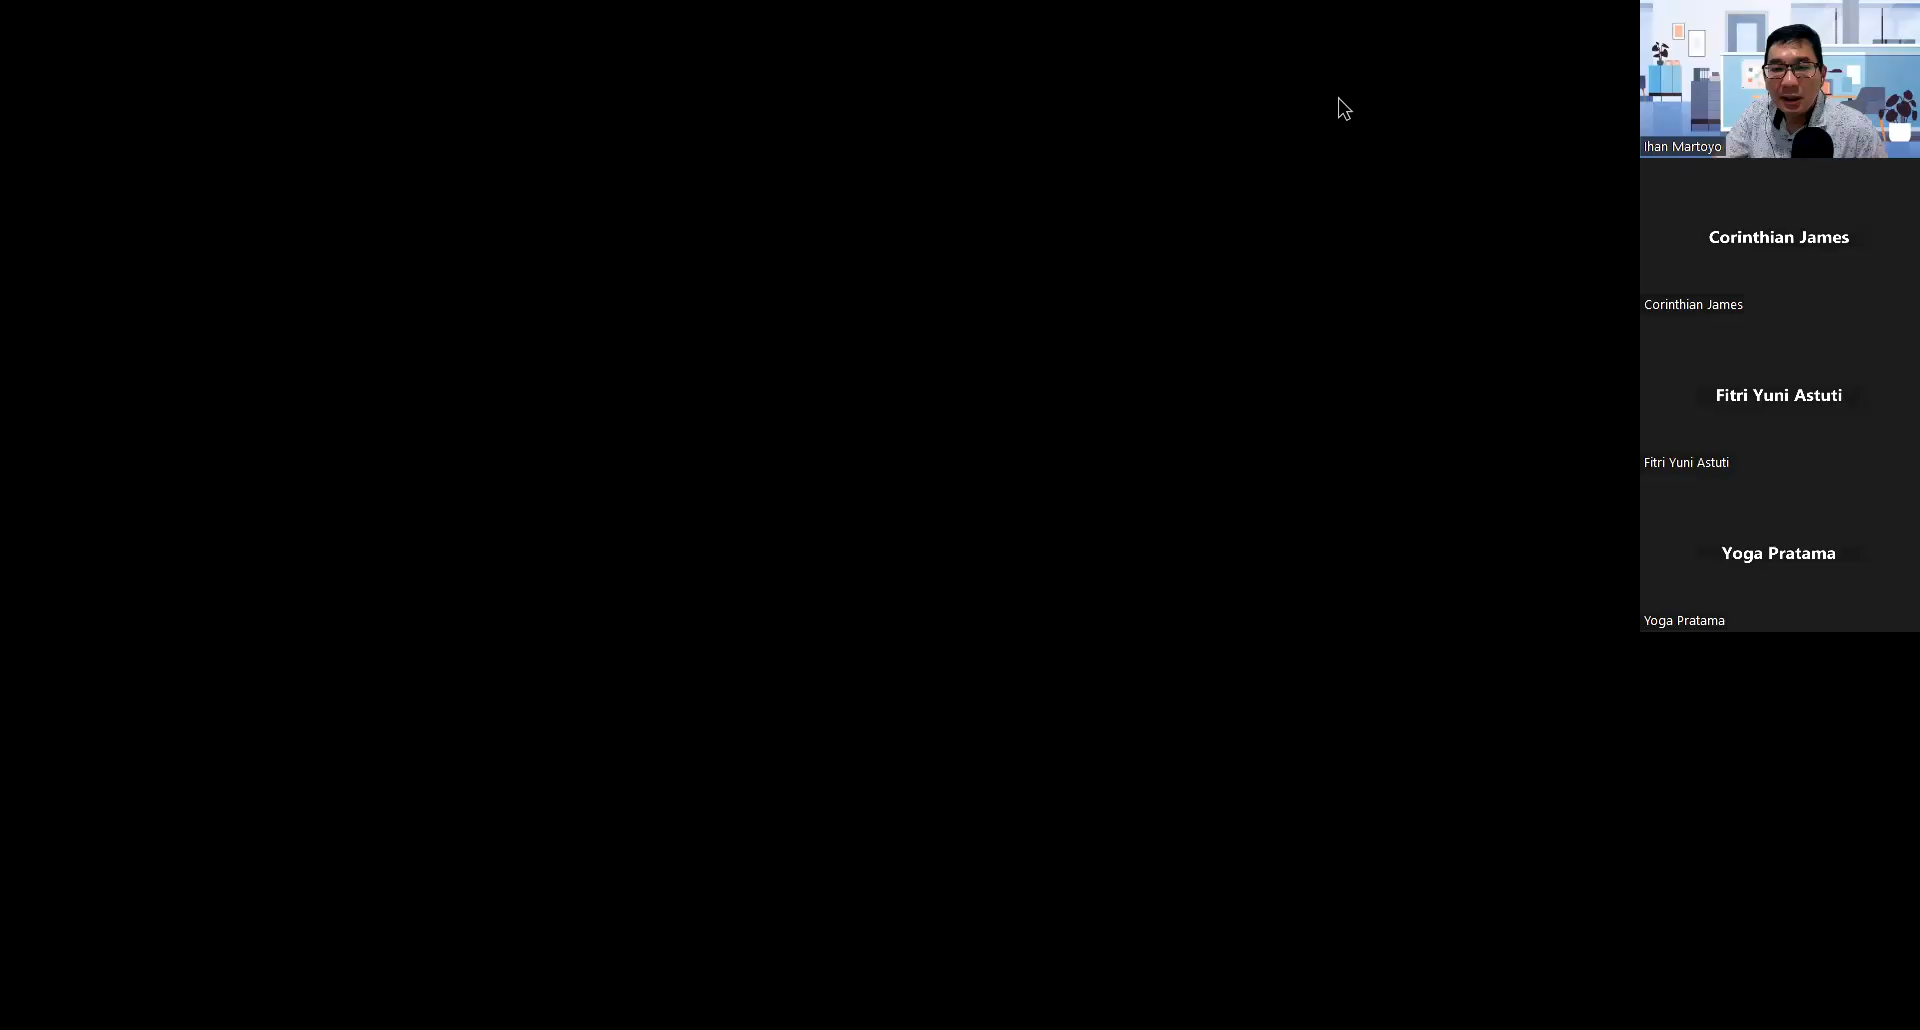 Ihan Martoyo
Corinthian James
Corinthian James
Fitri Yuni Astuti
Fitri Yuni Astuti
Yoga Pratama
Yoga Pratama